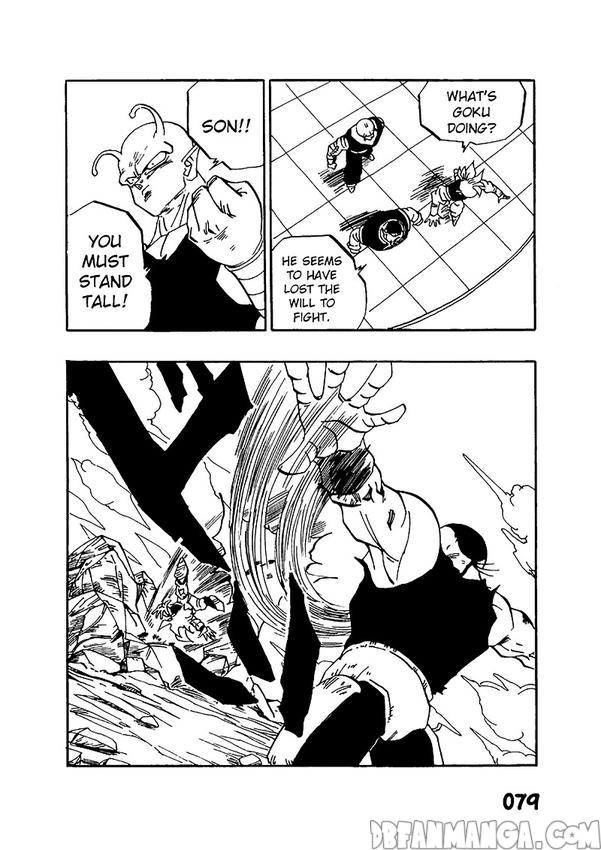 SON!!
YOU
MUST
STAND
TALL!
WHAT'S
GOKU
DOING?
HE SEEMS
TO HAVE
LOST THE
WILL TO
FIGHT.
079
DBFANMANGA.COM